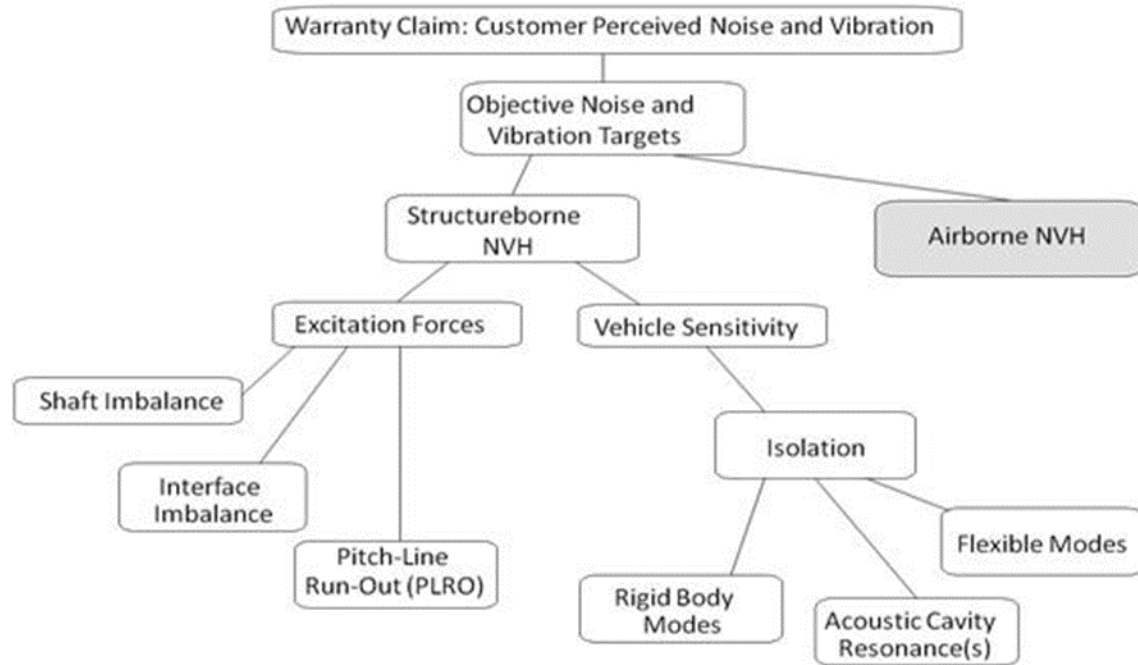 Warranty Claim: Customer Perceived Noise and Vibration
Objective Noise and
Vibration Targets
Structureborne
NVH
Airborne NVH
Excitation Forces
Vehicle Sensitivity
Shaft Imbalance
Isolation
Interface
Imbalance
Pitch-Line
Run-Out (PLRO)
Flexible Modes
Rigid Body
Modes
Acoustic Cavity
Resonance(s)